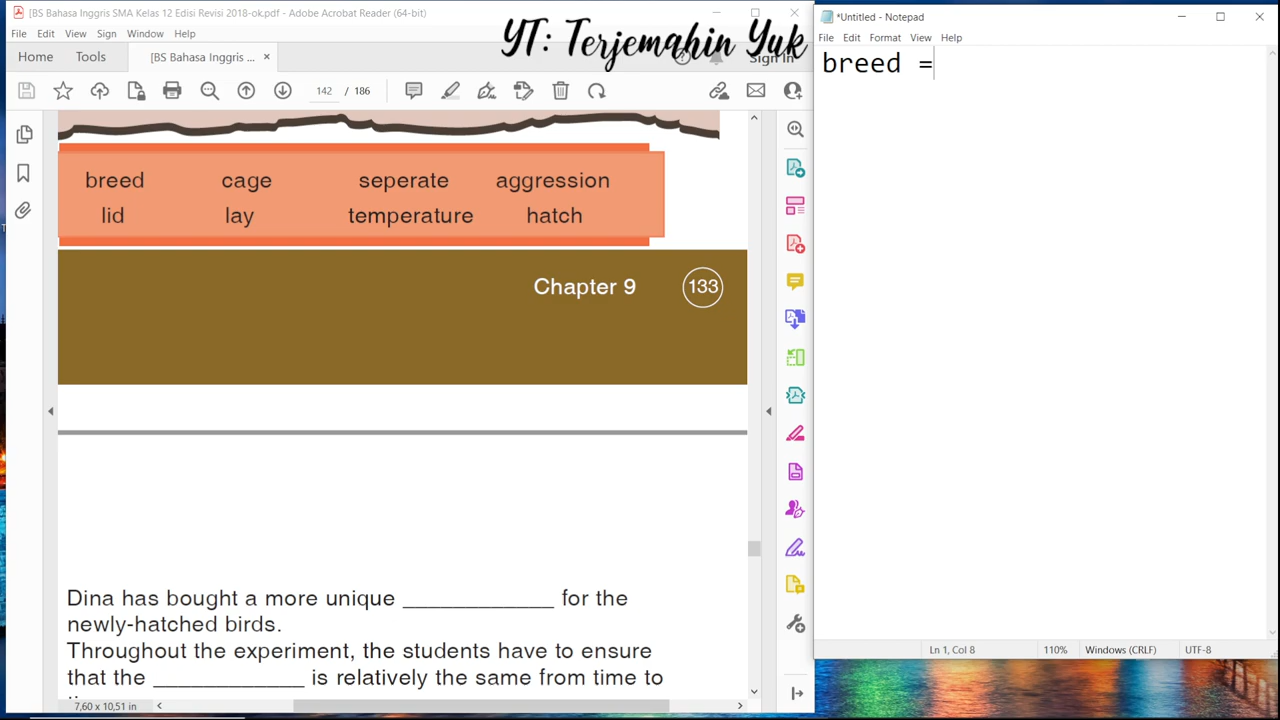 [BS Bahasa Inggris SMA Kelas 12 Edisi Revisi 2018-ok.pdf - Adobe Acrobat Reader (64-bit)
File Edit View Sign Window Help
YT: Terjemahin Yuk
Home Tools [BS Bahasa Inggris ... × Sign In
142 / 186
breed cage seperate aggression
lid lay temperature hatch
Chapter 9 133
Dina has bought a more unique ____________ for the
newly-hatched birds.
Throughout the experiment, the students have to ensure
that the ____________ is relatively the same from time to
7,60 x 10,51 in
*Untitled - Notepad
File Edit Format View Help
breed =
Ln 1, Col 8 110% Windows (CRLF) UTF-8